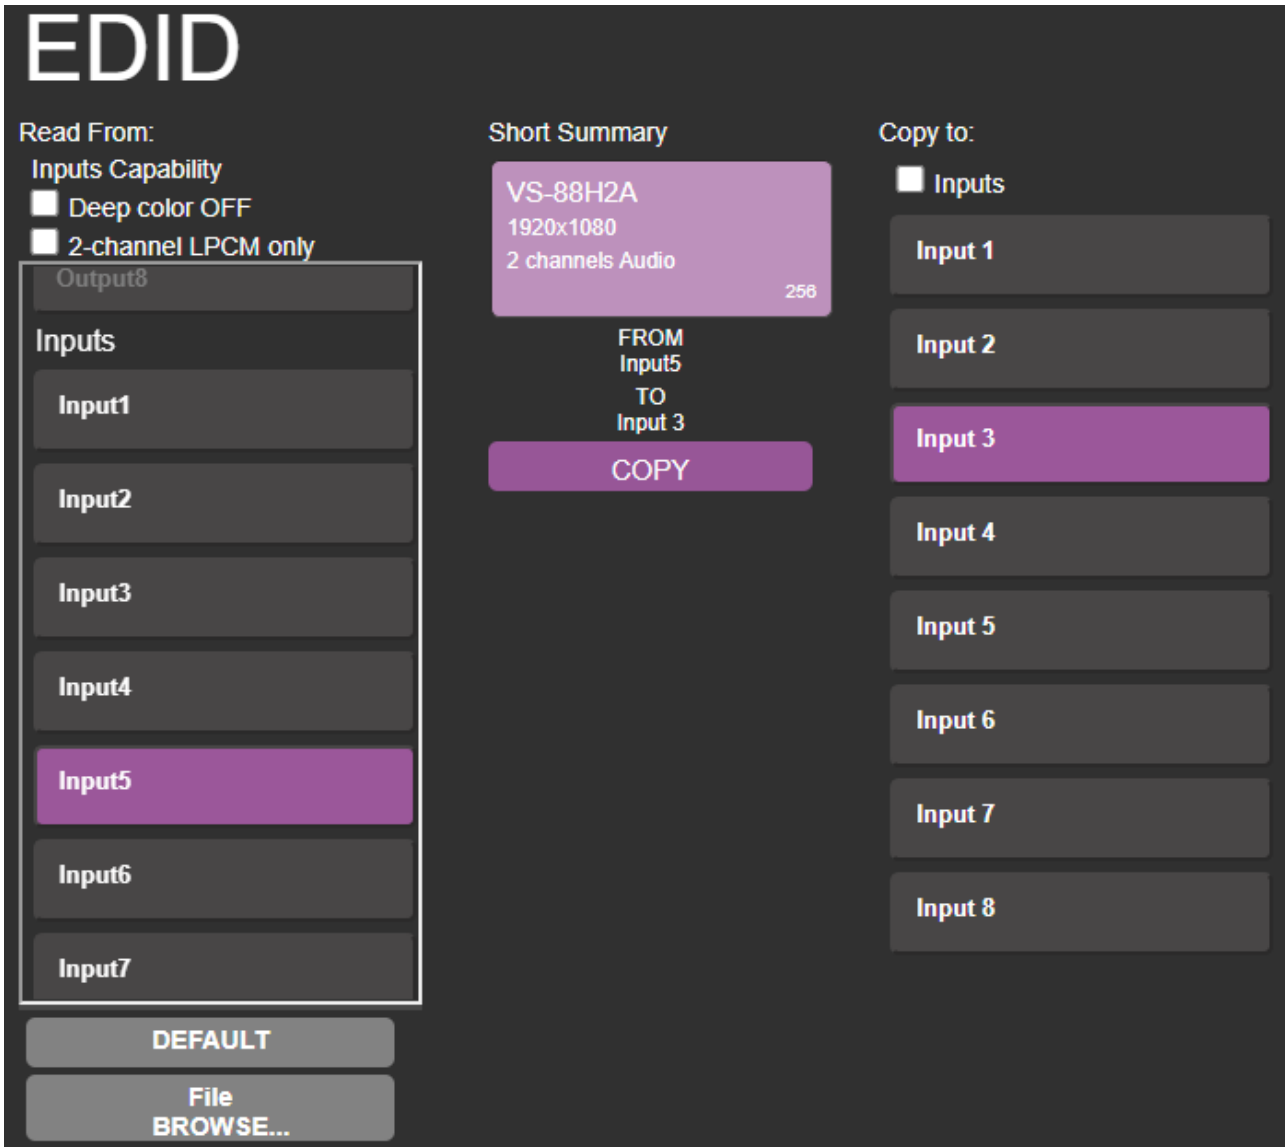 EDID
Read From:
Inputs Capability
Deep color OFF
2-channel LPCM only
Output8
Inputs
Input1
Input2
Input3
Input4
Input5
Input6
Input7
DEFAULT
File
BROWSE...
Short Summary
VS-88H2A
1920x1080
2 channels Audio
256
FROM
Input5
TO
Input 3
COPY
Copy to:
Inputs
Input 1
Input 2
Input 3
Input 4
Input 5
Input 6
Input 7
Input 8